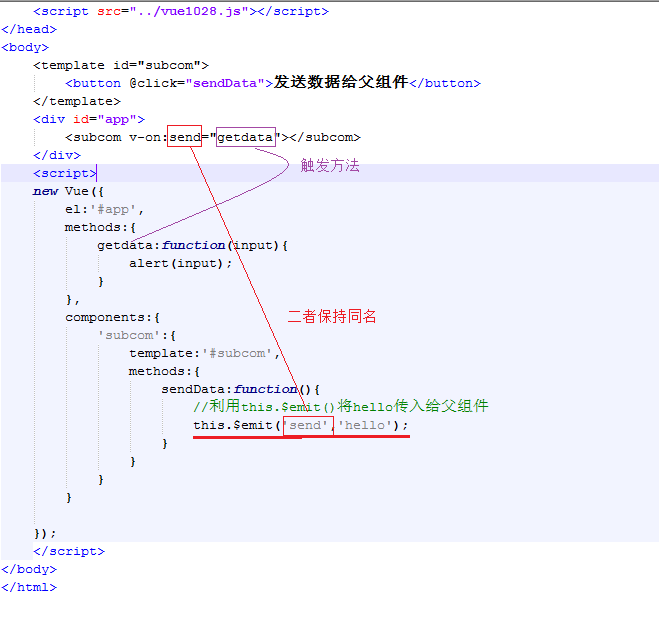 <script src="../vue1028.js"></script>
</head>
<body>
<template id="subcom">
<button @click="sendData">发送数据给父组件</button>
</template>
<div id="app">
<subcom v-on:send="getdata"></subcom>
</div>
触发方法
<script>
new Vue({
el:'#app',
methods:{
getdata:function(input){
alert(input);
}
},
components:{
二者保持同名
'subcom':{
template:'#subcom',
methods:{
sendData:function(){
//利用this.$emit()将hello传入给父组件
this.$emit('send','hello');
}
}
}
}
});
</script>
</body>
</html>